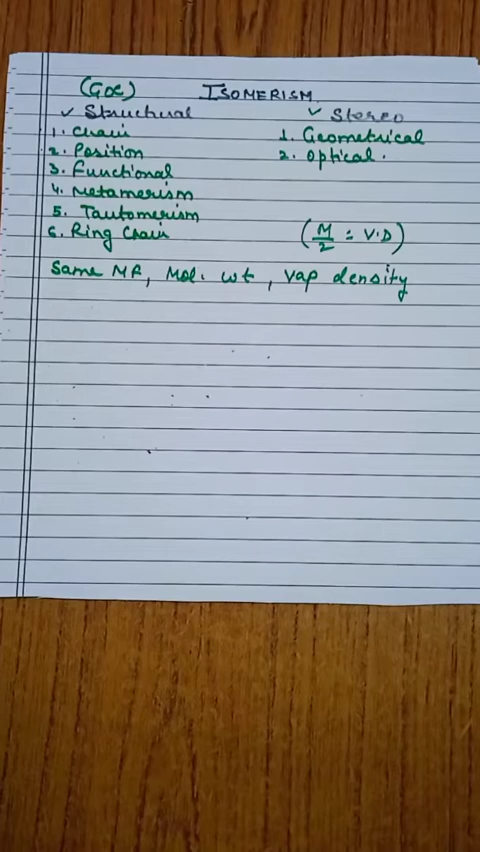 (GOC) ISOMERISM
✓ Structural ✓ Stereo
1. Chain 1. Geometrical
2. Position 2. Optical.
3. Functional
4. Metamerism
5. Tautomerism
6. Ring Chain (M/2 = V.D)
Same MF, Mol. wt, vap density